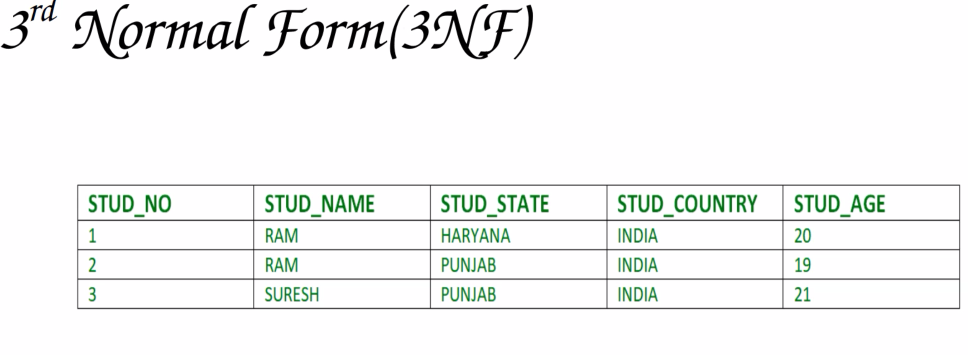 3rd Normal Form(3NF)
STUD_NO STUD_NAME STUD_STATE STUD_COUNTRY STUD_AGE
1 RAM HARYANA INDIA 20
2 RAM PUNJAB INDIA 19
3 SURESH PUNJAB INDIA 21